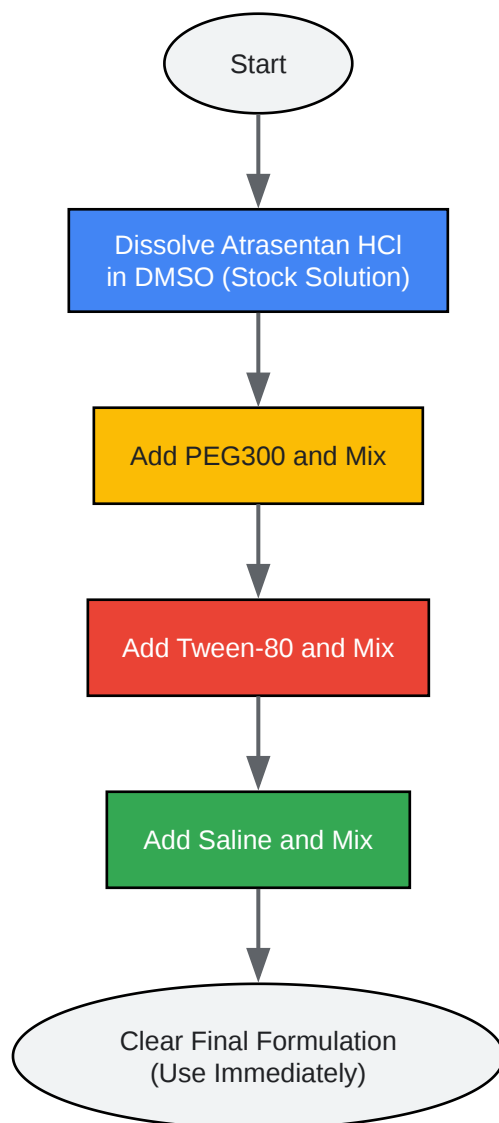 Start
Dissolve Atrasentan HCl
in DMSO (Stock Solution)
Add PEG300 and Mix
Add Tween-80 and Mix
Add Saline and Mix
Clear Final Formulation
(Use Immediately)